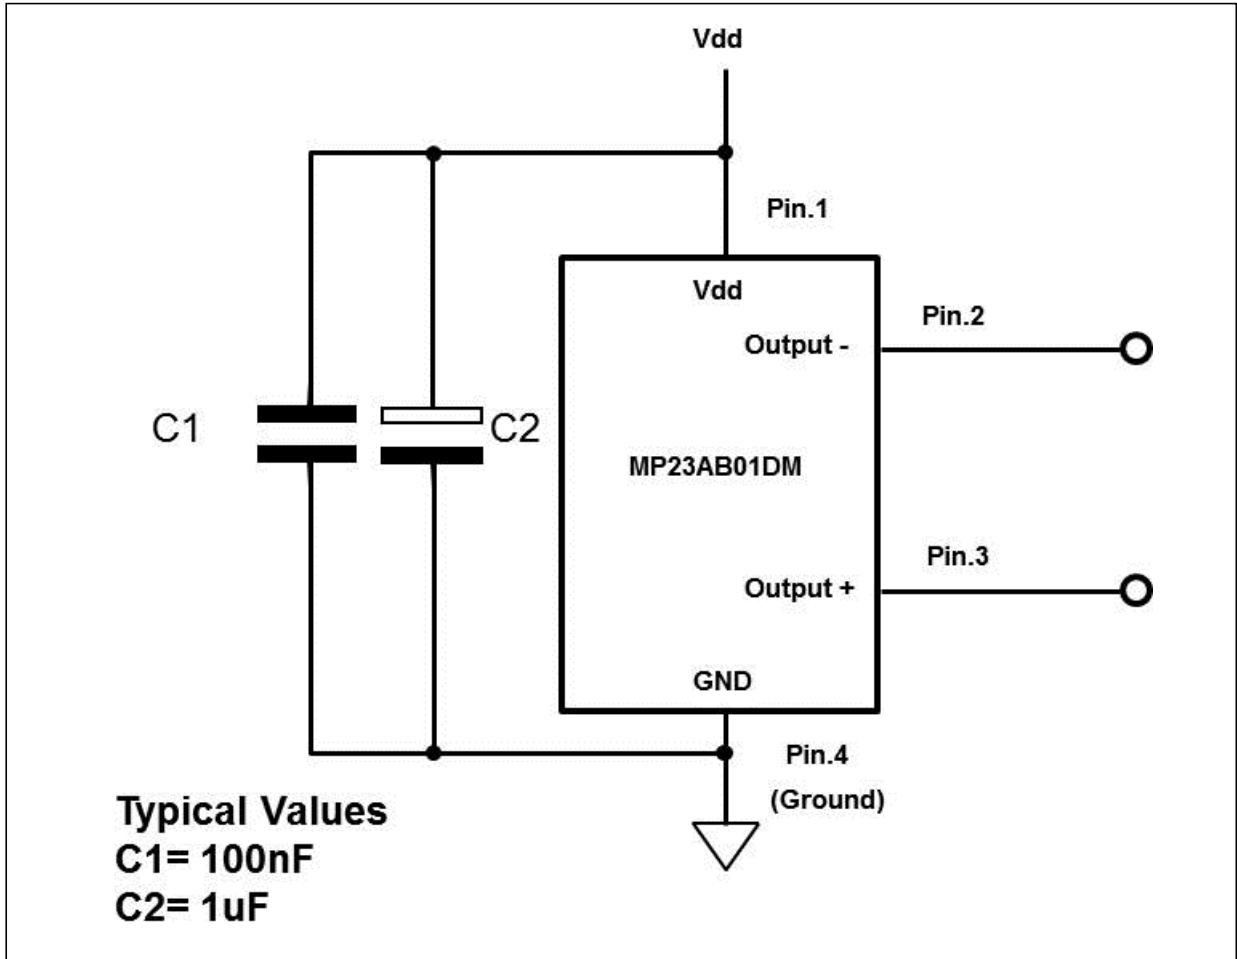 Vdd
Pin.1
Vdd
Pin.2
Output -
C1
C2
MP23AB01DM
Pin.3
Output +
GND
Pin.4
(Ground)
Typical Values
C1= 100nF
C2= 1uF